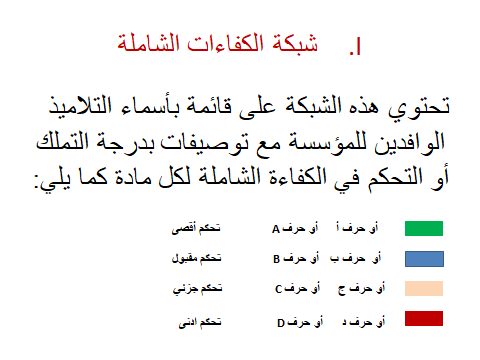 I. شبكة الكفاءات الشاملة
تحتوي هذه الشبكة على قائمة بأسماء التلاميذ
الوافدين للمؤسسة مع توصيفات بدرجة التملك
أو التحكم في الكفاءة الشاملة لكل مادة كما يلي:
أو حرف أ أو حرف A تحكم أقصى
أو حرف ب أو حرف B تحكم مقبول
أو حرف ج أو حرف C تحكم جزئي
أو حرف د أو حرف D تحكم ادنى